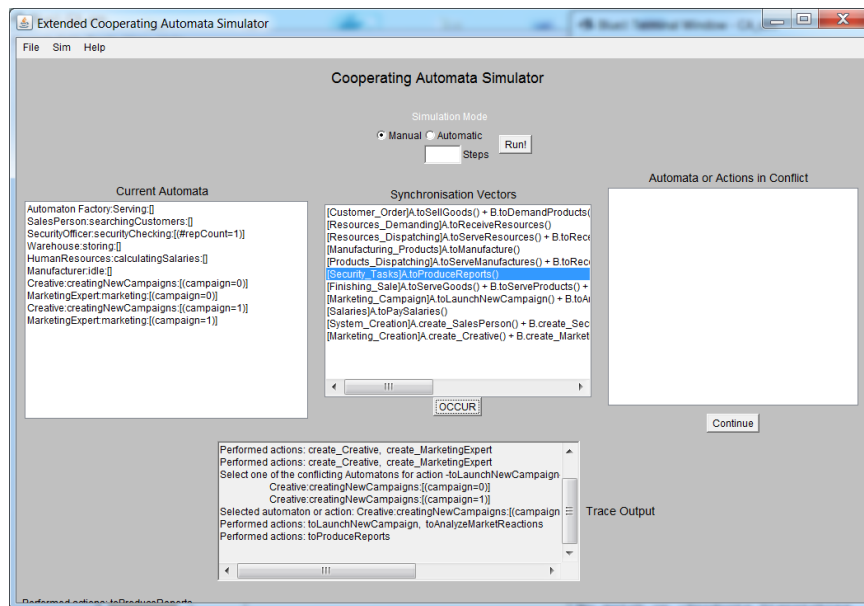 Extended Cooperating Automata Simulator
File Sim Help
Cooperating Automata Simulator
Simulation Mode
Manual Automatic
Steps
Run!
Current Automata
Automaton Factory:Serving:[]
SalesPerson:searchingCustomers:[]
SecurityOfficer:securityChecking:[(#repCount=1)]
Warehouse:storing:[]
HumanResources:calculatingSalaries:[]
Manufacturer:idle:[]
Creative:creatingNewCampaigns:[(campaign=0)]
MarketingExpert:marketing:[(campaign=0)]
Creative:creatingNewCampaigns:[(campaign=1)]
MarketingExpert:marketing:[(campaign=1)]
Synchronisation Vectors
[Customer_Order]A.toSellGoods() + B.toDemandProducts(
[Resources_Demanding]A.toReceiveResources()
[Resources_Dispatching]A.toServeResources() + B.toRece
[Manufacturing_Products]A.toManufacture()
[Products_Dispatching]A.toServeManufactures() + B.toRec
[Security_Tasks]A.toProduceReports()
[Finishing_Sale]A.toServeGoods() + B.toServeProducts() +
[Marketing_Campaign]A.toLaunchNewCampaign() + B.toAn
[Salaries]A.toPaySalaries()
[System_Creation]A.create_SalesPerson() + B.create_Sec
[Marketing_Creation]A.create_Creative() + B.create_Market
OCCUR
Automata or Actions in Conflict
Continue
Performed actions: create_Creative, create_MarketingExpert
Performed actions: create_Creative, create_MarketingExpert
Select one of the conflicting Automatons for action -toLaunchNewCampaign
Creative:creatingNewCampaigns:[(campaign=0)]
Creative:creatingNewCampaigns:[(campaign=1)]
Selected automaton or action: Creative:creatingNewCampaigns:[(campaign
Performed actions: toLaunchNewCampaign, toAnalyzeMarketReactions
Performed actions: toProduceReports
Trace Output
Performed actions: toProduceReports